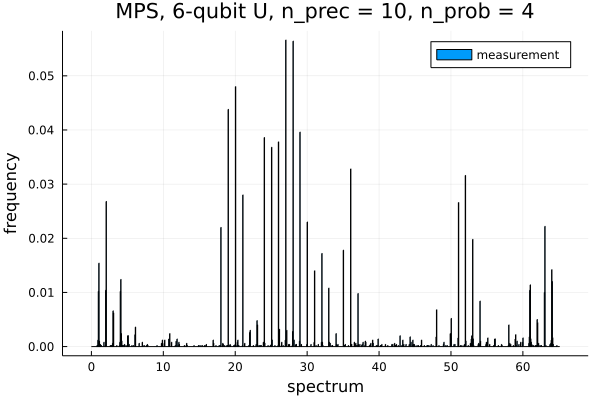 MPS, 6-qubit U, n_prec = 10, n_prob = 4
measurement
frequency
0.05
0.04
0.03
0.02
0.01
0.00
0 10 20 30 40 50 60
spectrum